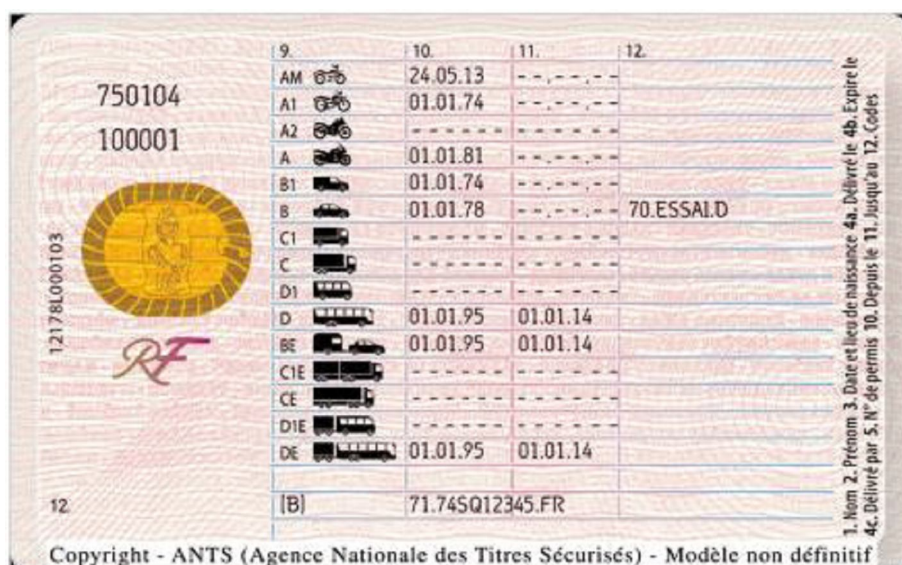 750104
100001
12178L000103
RF
9. 10. 11. 12.
AM 24.05.13 --.--.--
A1 01.01.74 --.--.--
A2 ------ ------
A 01.01.81 --.--.--
B1 01.01.74 --.--.--
B 01.01.78 --.--.-- 70.ESSAI.D
C1 ------ ------
C ------ ------
D1 ------ ------
D 01.01.95 01.01.14
BE 01.01.95 01.01.14
C1E ------ ------
CE ------ ------
D1E ------ ------
DE 01.01.95 01.01.14
12. (B) 71.74SQ12345.FR
1. Nom 2. Prénom 3. Date et lieu de naissance 4a. Délivré le 4b. Expire le
4c. Délivré par 5. N° de permis 10. Depuis le 11. Jusqu'au 12. Codes
Copyright - ANTS (Agence Nationale des Titres Sécurisés) - Modèle non définitif